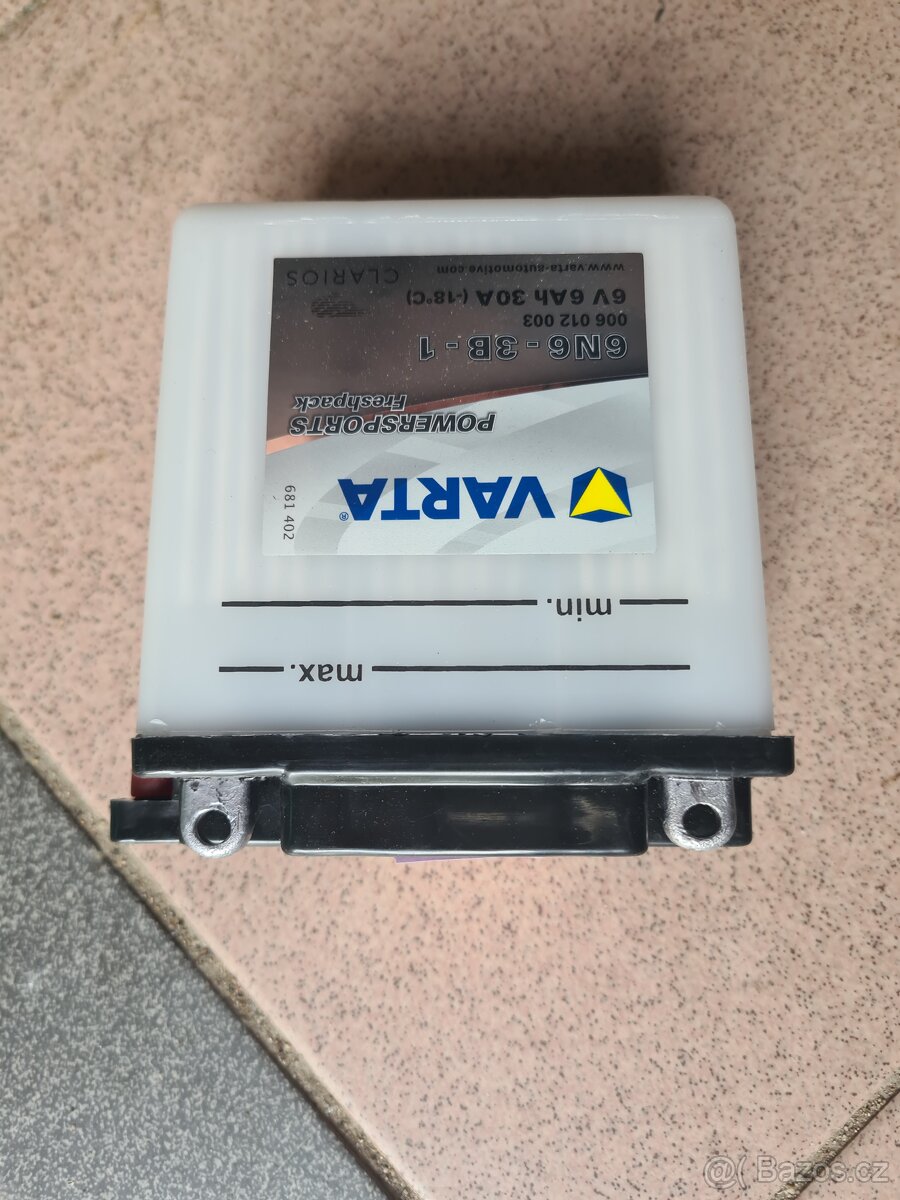 max.
min.
VARTA®
681 402
POWERSPORTS
Freshpack
6N6 - 3B - 1
006 012 003
6V 6Ah 30A (-18°C)
www.varta-automotive.com
CLARIOS
@( Bazos.cz